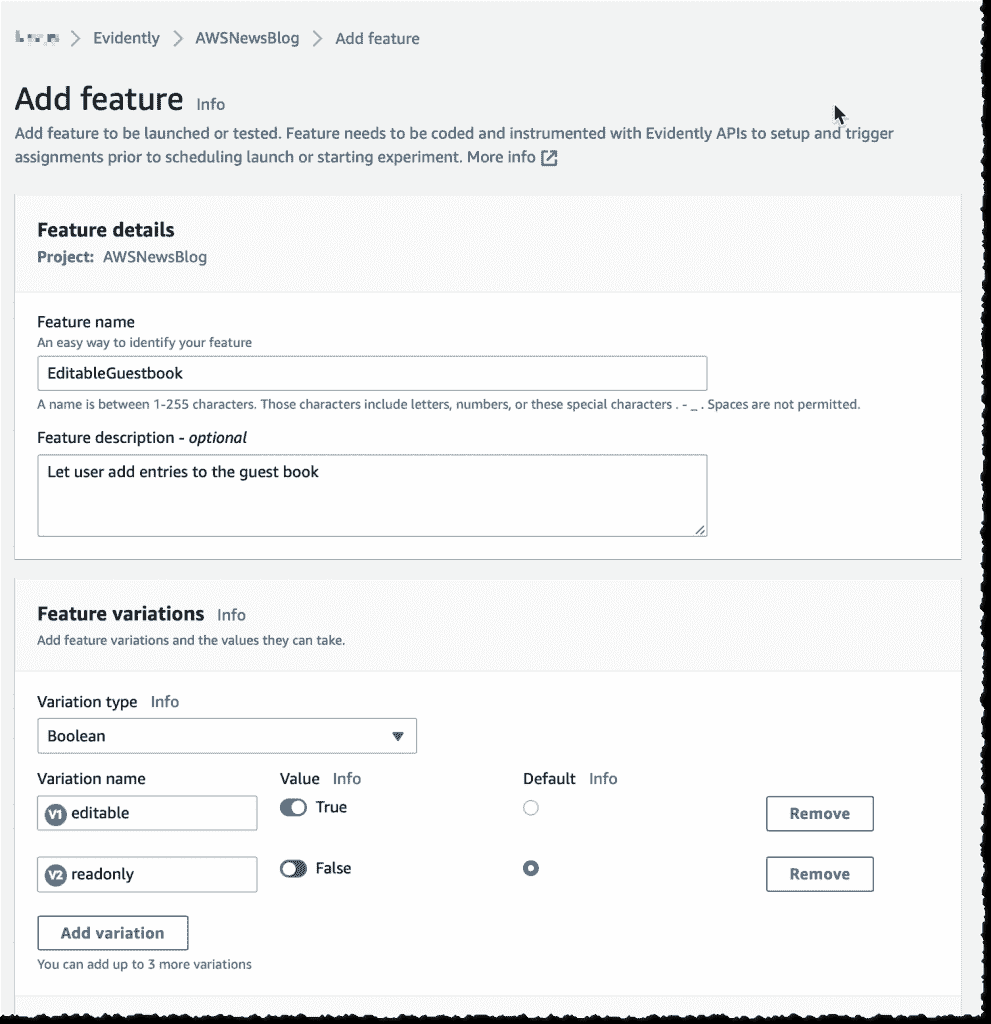 Evidently > AWSNewsBlog > Add feature
Add feature Info
Add feature to be launched or tested. Feature needs to be coded and instrumented with Evidently APIs to setup and trigger
assignments prior to scheduling launch or starting experiment. More info
Feature details
Project: AWSNewsBlog
Feature name
An easy way to identify your feature
EditableGuestbook
A name is between 1-255 characters. Those characters include letters, numbers, or these special characters . - _ . Spaces are not permitted.
Feature description - optional
Let user add entries to the guest book
Feature variations Info
Add feature variations and the values they can take.
Variation type Info
Boolean
Variation name Value Info Default Info
V1 editable True Remove
V2 readonly False Remove
Add variation
You can add up to 3 more variations